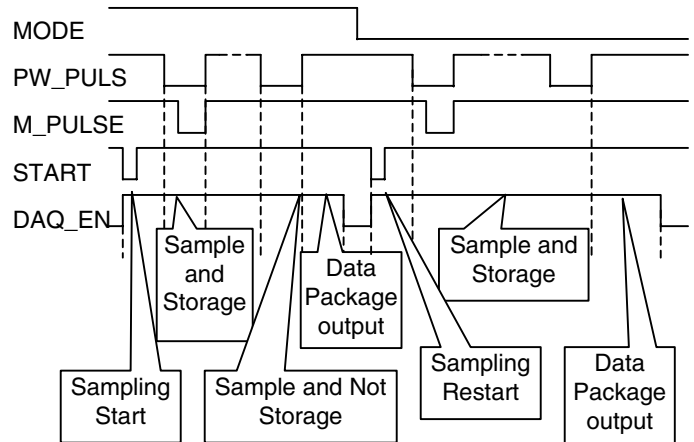 MODE
PW_PULS
M_PULSE
START
DAQ_EN
Sample
and
Storage
Data
Package
output
Sample and
Storage
Sampling
Start
Sample and Not
Storage
Sampling
Restart
Data
Package
output